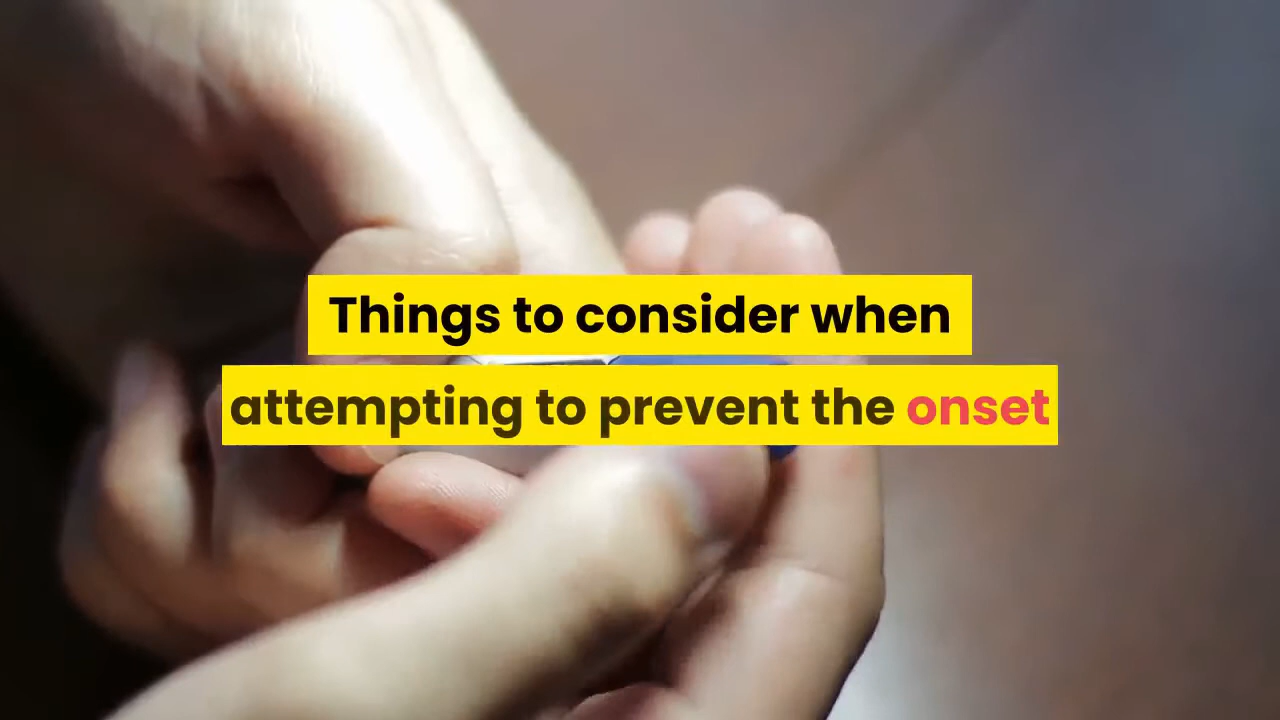 Things to consider when
attempting to prevent the onset